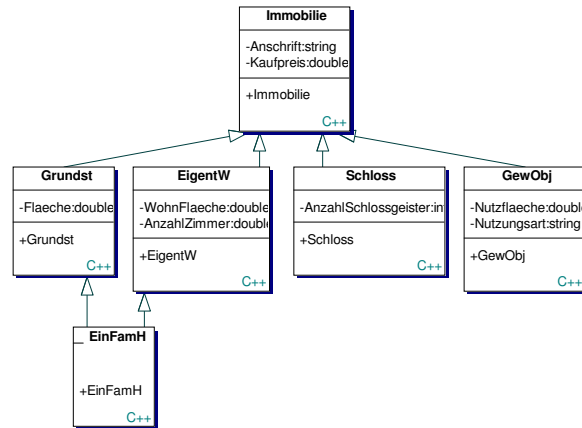 Immobilie
-Anschrift:string
-Kaufpreis:double
+Immobilie
C++
Grundst
-Flaeche:double
+Grundst
C++
EigentW
-WohnFlaeche:double
-AnzahlZimmer:double
+EigentW
C++
Schloss
-AnzahlSchlossgeister:in
+Schloss
C++
GewObj
-Nutzflaeche:double
-Nutzungsart:string
+GewObj
C++
EinFamH
+EinFamH
C++